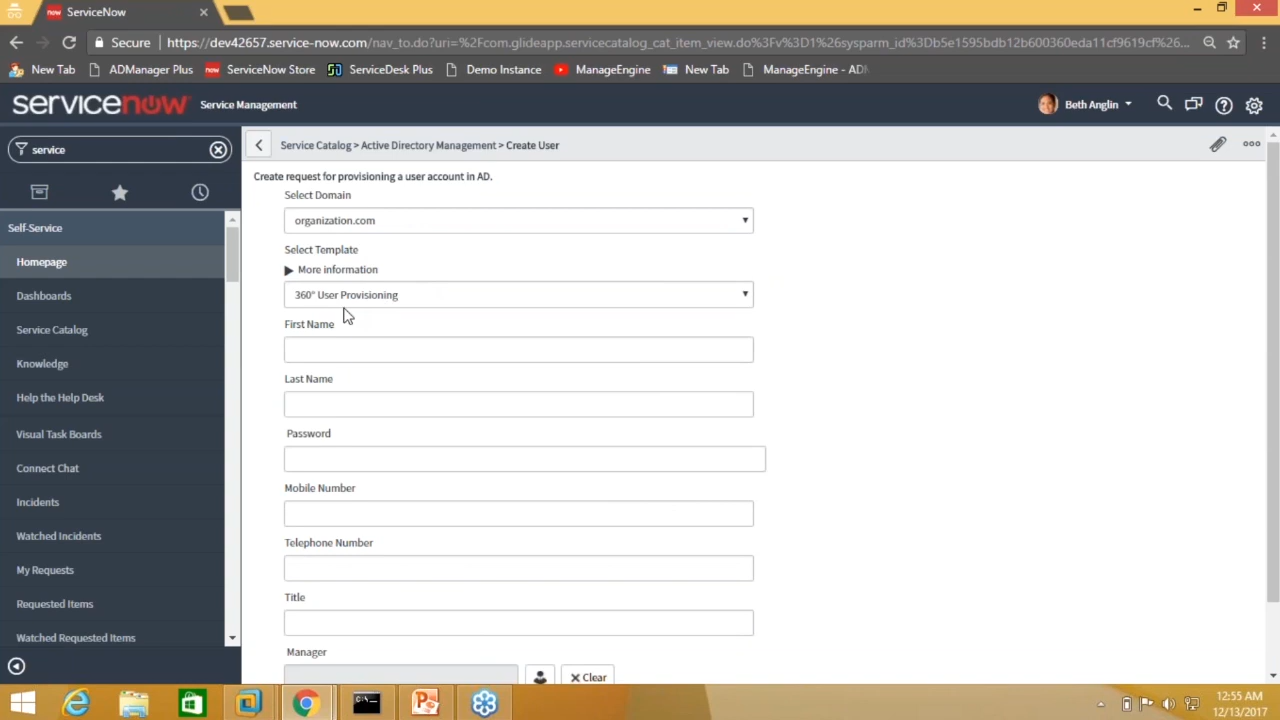 now ServiceNow
Secure https://dev42657.service-now.com/nav_to.do?uri=%2Fcom.glideapp.servicecatalog_cat_item_view.do%3Fv%3D1%26sysparm_id%3Db5e1595bdb12b600360eda11cf9619cf%26...
New Tab ADManager Plus now ServiceNow Store ServiceDesk Plus Demo Instance ManageEngine New Tab ManageEngine - ADM
servicenow Service Management Beth Anglin
service
Service Catalog > Active Directory Management > Create User
Create request for provisioning a user account in AD.
Select Domain
organization.com
Select Template
More information
360° User Provisioning
First Name
Last Name
Password
Mobile Number
Telephone Number
Title
Manager
Clear
Self-Service
Homepage
Dashboards
Service Catalog
Knowledge
Help the Help Desk
Visual Task Boards
Connect Chat
Incidents
Watched Incidents
My Requests
Requested Items
Watched Requested Items
12:55 AM
12/13/2017